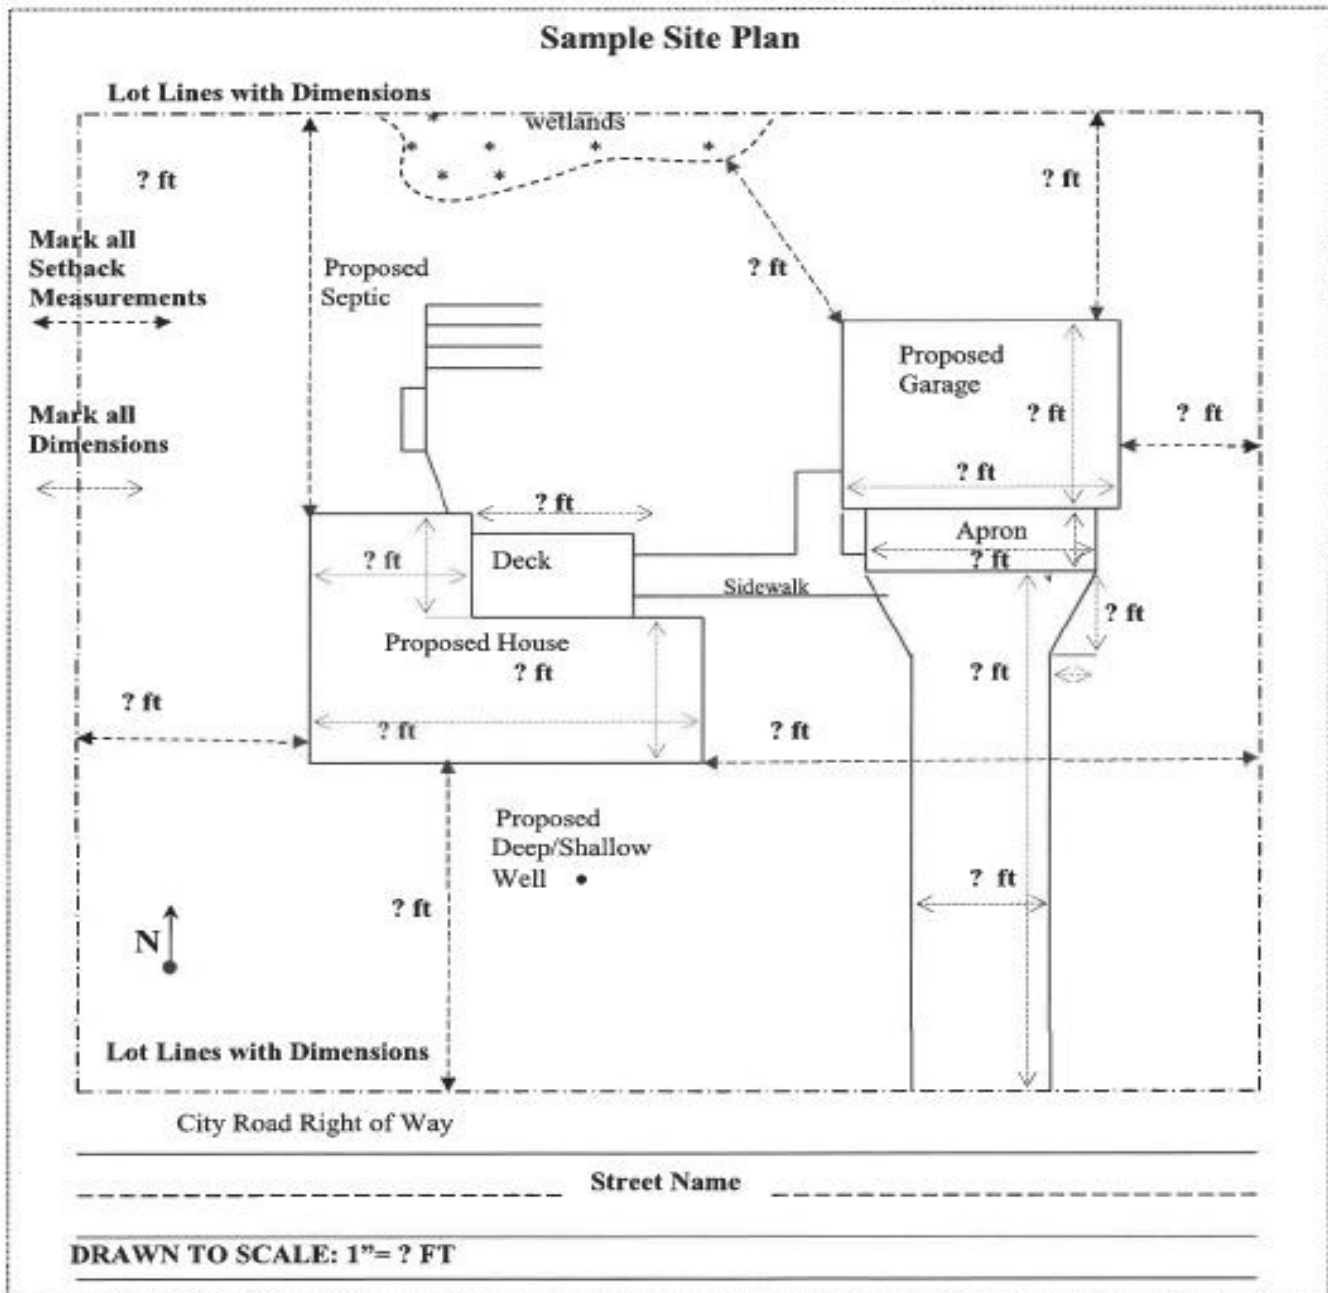 Sample Site Plan
Lot Lines with Dimensions
wetlands
? ft
? ft
Mark all
Setback
Measurements
Proposed
Septic
? ft
Proposed
Garage
Mark all
Dimensions
? ft
? ft
? ft
? ft
Apron
? ft
Deck
? ft
Sidewalk
? ft
Proposed House
? ft
? ft
? ft
? ft
? ft
Proposed
Deep/Shallow
Well
? ft
? ft
N
Lot Lines with Dimensions
City Road Right of Way
Street Name
DRAWN TO SCALE: 1”= ? FT